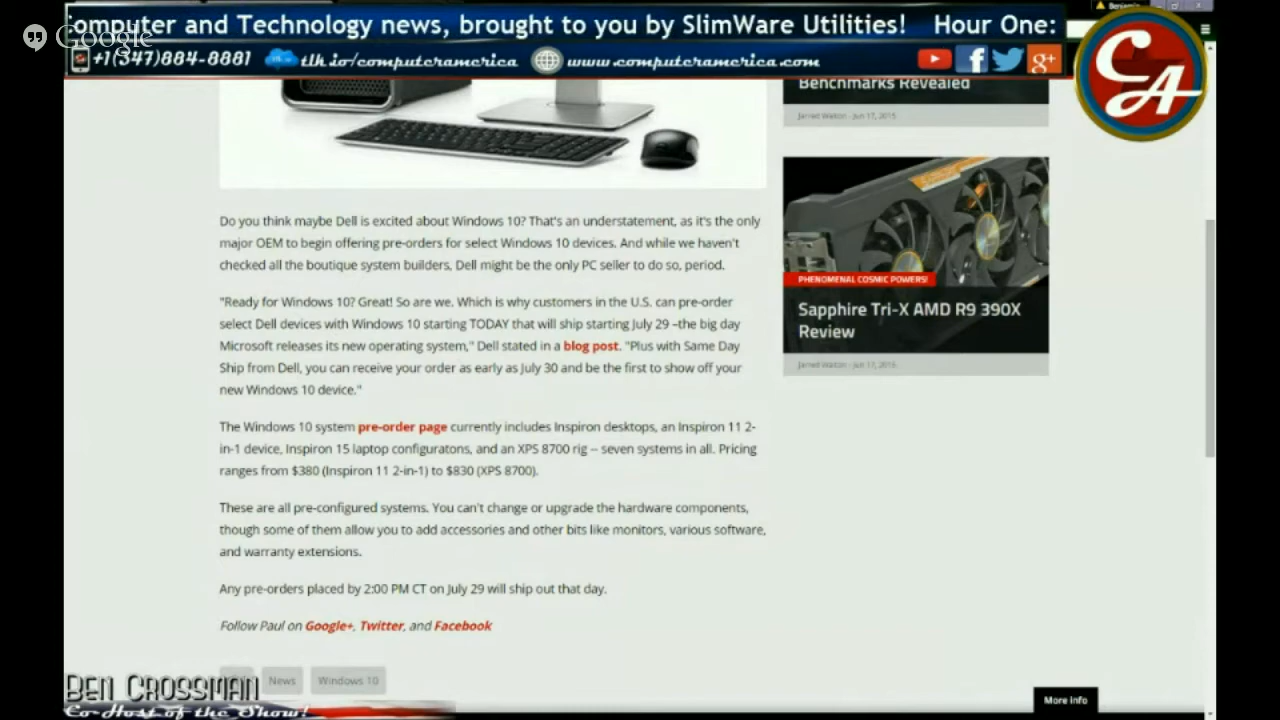 Computer and Technology news, brought to you by SlimWare Utilities! Hour One:
Benjamin
Google
+1(347)884-8881 tlk.io/computeramerica www.computeramerica.com
CA
Benchmarks Revealed
Jarred Walton - Jun 17, 2015
Do you think maybe Dell is excited about Windows 10? That's an understatement, as it's the only
major OEM to begin offering pre-orders for select Windows 10 devices. And while we haven't
checked all the boutique system builders, Dell might be the only PC seller to do so, period.
"Ready for Windows 10? Great! So are we. Which is why customers in the U.S. can pre-order
select Dell devices with Windows 10 starting TODAY that will ship starting July 29 –the big day
Microsoft releases its new operating system," Dell stated in a blog post. "Plus with Same Day
Ship from Dell, you can receive your order as early as July 30 and be the first to show off your
new Windows 10 device."
PHENOMENAL COSMIC POWERS!
Sapphire Tri-X AMD R9 390X
Review
Jarred Walton - Jun 17, 2015
The Windows 10 system pre-order page currently includes Inspiron desktops, an Inspiron 11 2-
in-1 device, Inspiron 15 laptop configuratons, and an XPS 8700 rig -- seven systems in all. Pricing
ranges from $380 (Inspiron 11 2-in-1) to $830 (XPS 8700).
These are all pre-configured systems. You can't change or upgrade the hardware components,
though some of them allow you to add accessories and other bits like monitors, various software,
and warranty extensions.
Any pre-orders placed by 2:00 PM CT on July 29 will ship out that day.
Follow Paul on Google+, Twitter, and Facebook
News Windows 10
Ben Crossman
Co-Host of the Show!
More info